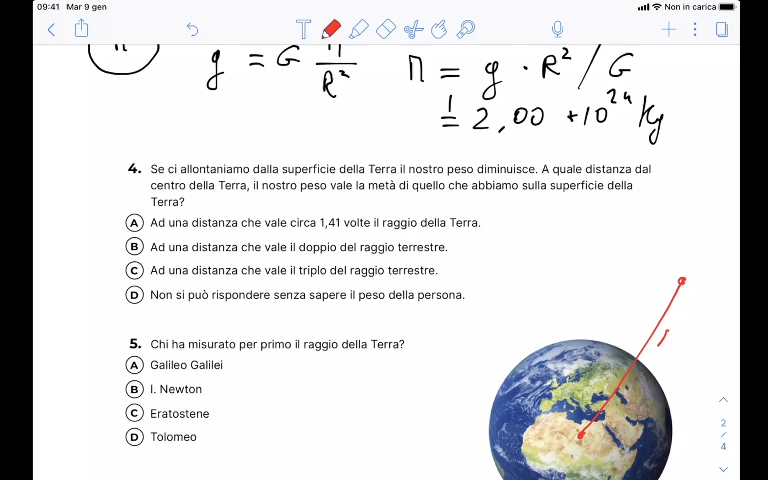 09:41 Mar 9 gen
Non in carica
T
g = G M/R²
M = g · R² / G
= 2,00 · 10²⁴ kg
4. Se ci allontaniamo dalla superficie della Terra il nostro peso diminuisce. A quale distanza dal
centro della Terra, il nostro peso vale la metà di quello che abbiamo sulla superficie della
Terra?
A Ad una distanza che vale circa 1,41 volte il raggio della Terra.
B Ad una distanza che vale il doppio del raggio terrestre.
C Ad una distanza che vale il triplo del raggio terrestre.
D Non si può rispondere senza sapere il peso della persona.
5. Chi ha misurato per primo il raggio della Terra?
A Galileo Galilei
B I. Newton
C Eratostene
D Tolomeo
2
/
4